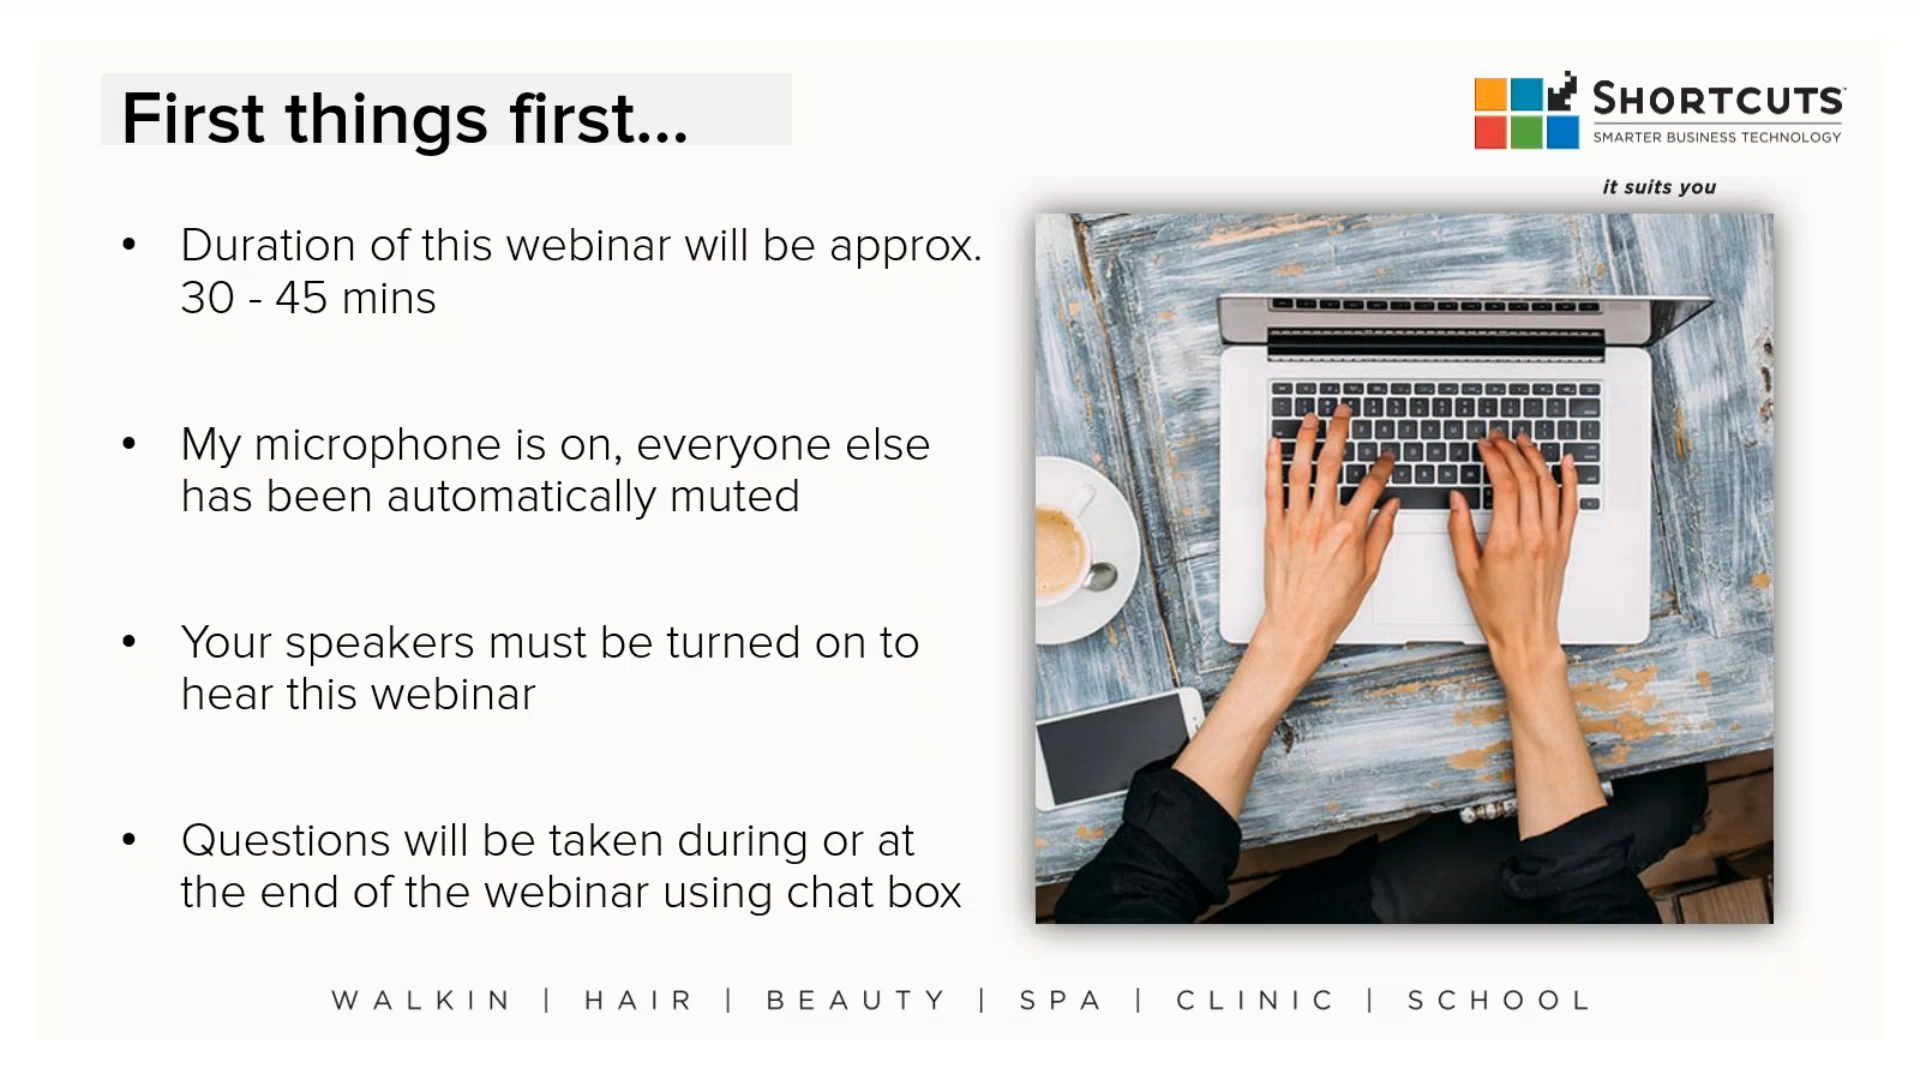 First things first...
SHORTCUTS
SMARTER BUSINESS TECHNOLOGY
it suits you
• Duration of this webinar will be approx.
30 - 45 mins
• My microphone is on, everyone else
has been automatically muted
• Your speakers must be turned on to
hear this webinar
• Questions will be taken during or at
the end of the webinar using chat box
WALKIN | HAIR | BEAUTY | SPA | CLINIC | SCHOOL